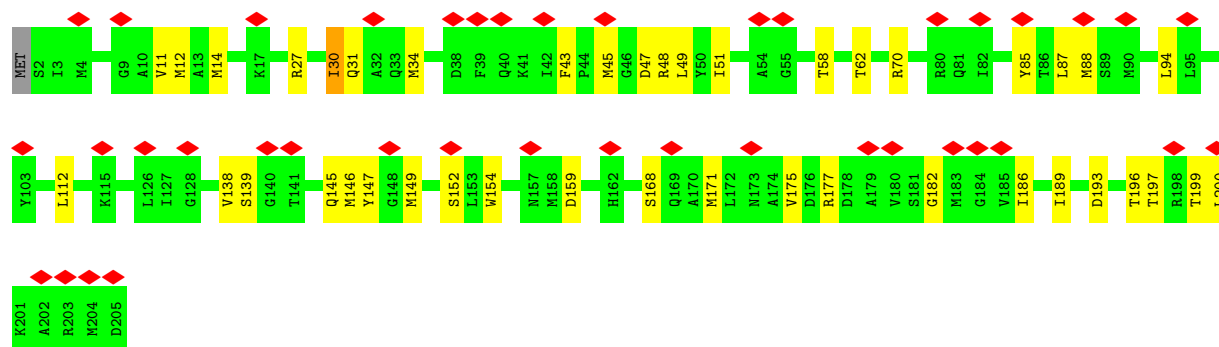 MET S2 I3 M4 G9 A10 V11 M12 A13 M14 K17 R27 I30 Q31 A32 Q33 M34 D38 F39 Q40 K41 I42 F43 P44 M45 G46 D47 R48 L49 Y50 I51 A54 G55 T58 T62 R70 R80 Q81 I82 Y85 T86 L87 M88 S89 M90 L94 L95
Y103 L112 K115 L126 I127 G128 V138 S139 G140 T141 Q145 M146 Y147 G148 M149 S152 L153 W154 N157 M158 D159 H162 S168 Q169 A170 M171 L172 N173 A174 V175 D176 R177 D178 A179 V180 S181 G182 M183 G184 V185 I186 I189 D193 T196 T197 R198 T199 L200
K201 A202 R203 M204 D205